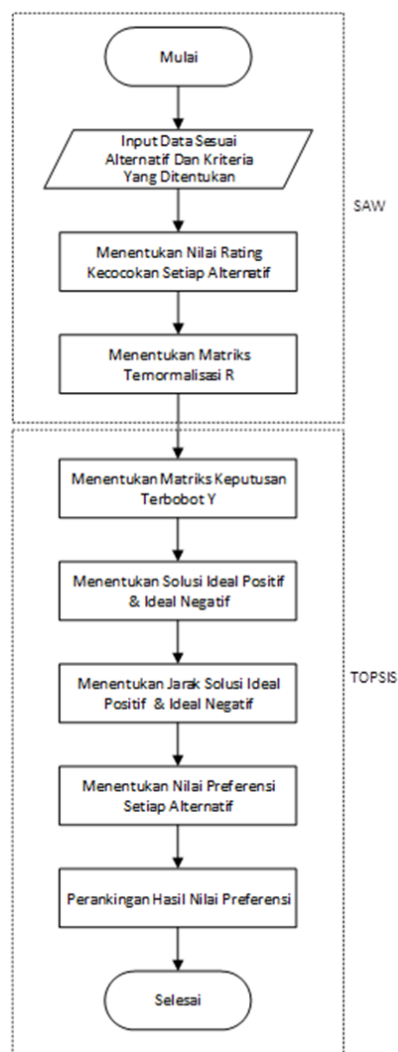 Mulai
Input Data Sesuai
Alternatif Dan Kriteria
Yang Ditentukan
SAW
Menentukan Nilai Rating
Kecocokan Setiap Alternatif
Menentukan Matriks
Ternormalisasi R
Menentukan Matriks Keputusan
Terbobot Y
Menentukan Solusi Ideal Positif
& Ideal Negatif
Menentukan Jarak Solusi Ideal
Positif & Ideal Negatif
TOPSIS
Menentukan Nilai Preferensi
Setiap Alternatif
Perankingan Hasil Nilai Preferensi
Selesai